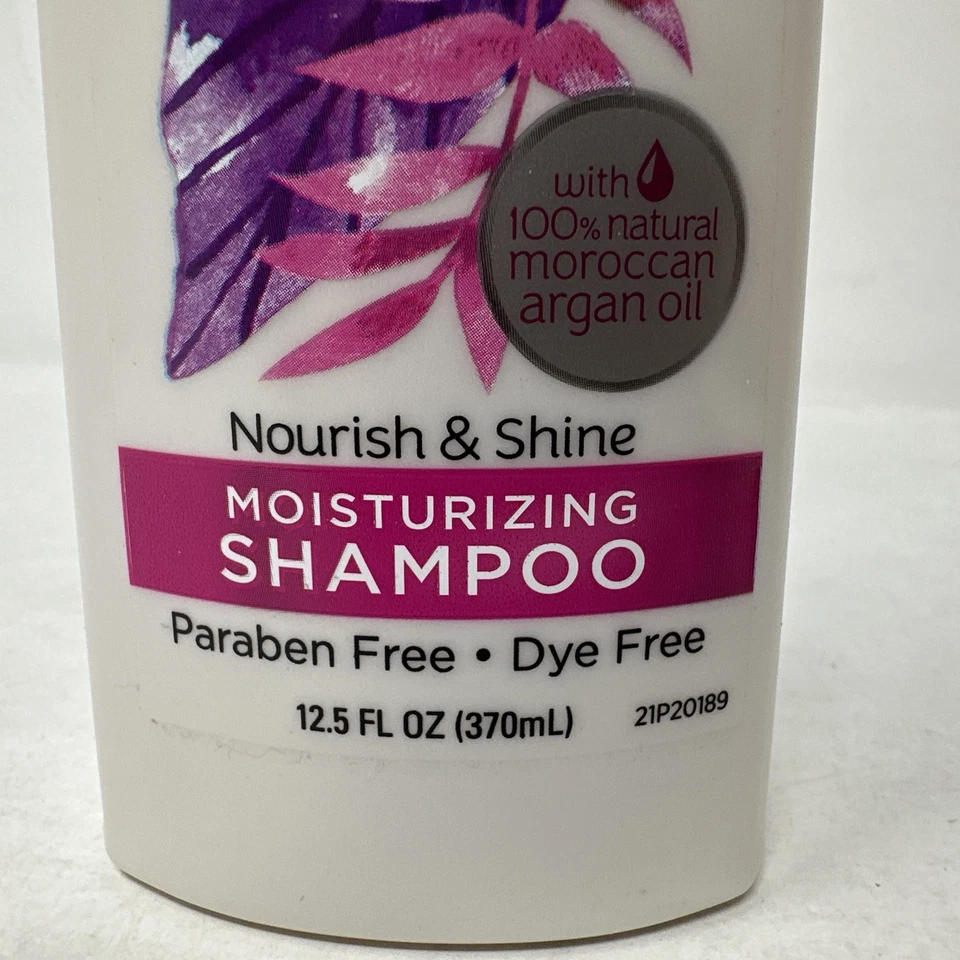 with
100% natural
moroccan
argan oil
Nourish & Shine
MOISTURIZING
SHAMPOO
Paraben Free • Dye Free
12.5 FL OZ (370mL)
21P20189